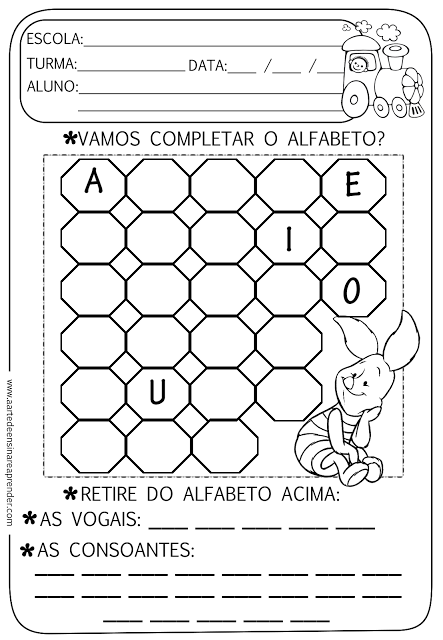 ESCOLA:
TURMA: DATA: / /
ALUNO:
*VAMOS COMPLETAR O ALFABETO?
A E
I
O
U
www.aartedeensinareaprender.com
*RETIRE DO ALFABETO ACIMA:
*AS VOGAIS:
*AS CONSOANTES: